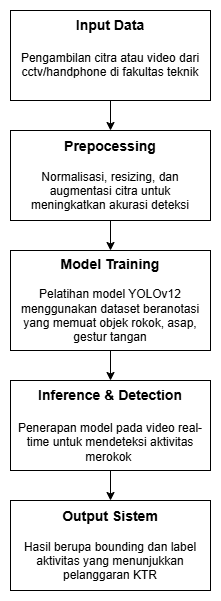 Input Data
Pengambilan citra atau video dari
cctv/handphone di fakultas teknik
Prepocessing
Normalisasi, resizing, dan
augmentasi citra untuk
meningkatkan akurasi deteksi
Model Training
Pelatihan model YOLOv12
menggunakan dataset beranotasi
yang memuat objek rokok, asap,
gestur tangan
Inference & Detection
Penerapan model pada video real-
time untuk mendeteksi aktivitas
merokok
Output Sistem
Hasil berupa bounding dan label
aktivitas yang menunjukkan
pelanggaran KTR